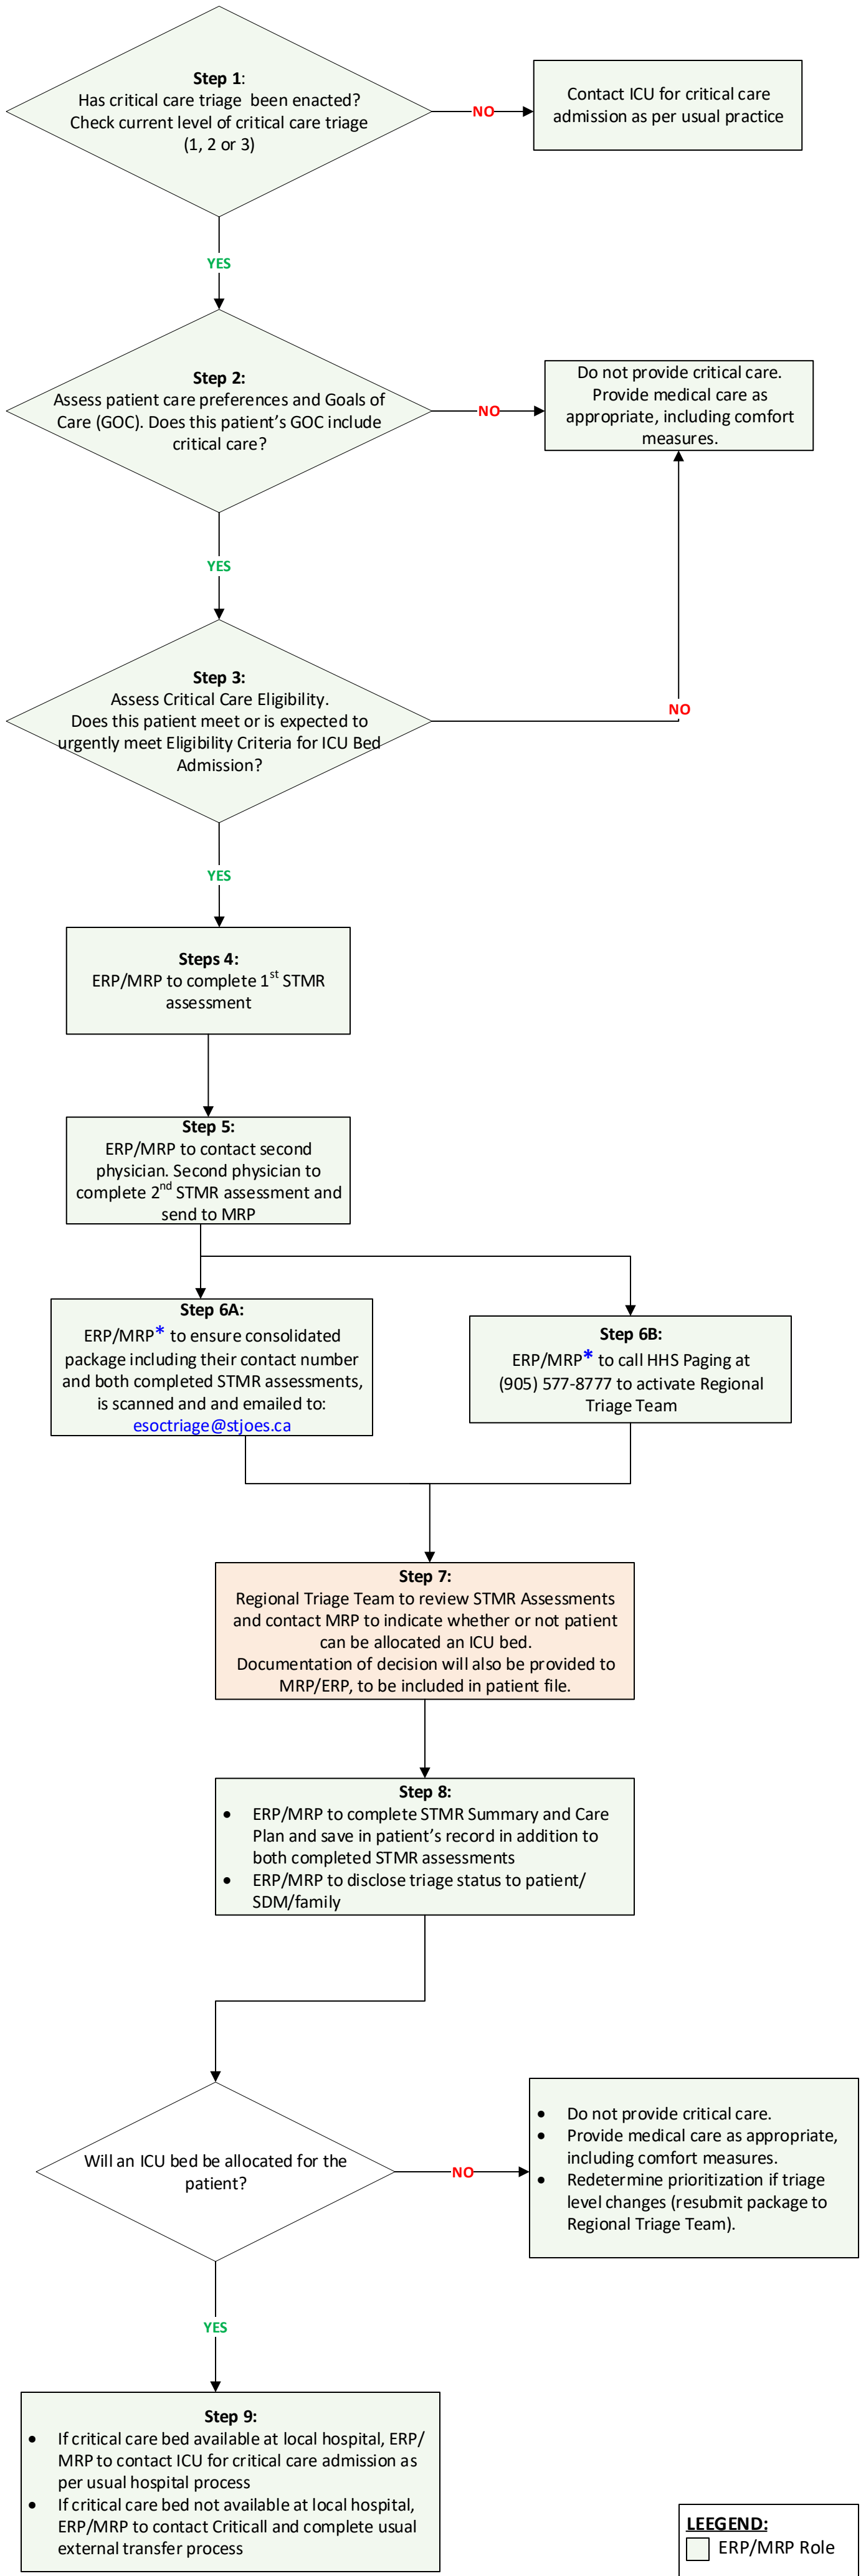 Step 1:
Has critical care triage been enacted?
Check current level of critical care triage
(1, 2 or 3)
NO
Contact ICU for critical care
admission as per usual practice
YES
Step 2:
Assess patient care preferences and Goals of
Care (GOC). Does this patient's GOC include
critical care?
NO
Do not provide critical care.
Provide medical care as
appropriate, including comfort
measures.
YES
Step 3:
Assess Critical Care Eligibility.
Does this patient meet or is expected to
urgently meet Eligibility Criteria for ICU Bed
Admission?
NO
YES
Steps 4:
ERP/MRP to complete 1st STMR
assessment
Step 5:
ERP/MRP to contact second
physician. Second physician to
complete 2nd STMR assessment and
send to MRP
Step 6A:
ERP/MRP* to ensure consolidated
package including their contact number
and both completed STMR assessments,
is scanned and and emailed to:
esoctriage@stjoes.ca
Step 6B:
ERP/MRP* to call HHS Paging at
(905) 577-8777 to activate Regional
Triage Team
Step 7:
Regional Triage Team to review STMR Assessments
and contact MRP to indicate whether or not patient
can be allocated an ICU bed.
Documentation of decision will also be provided to
MRP/ERP, to be included in patient file.
Step 8:
• ERP/MRP to complete STMR Summary and Care
Plan and save in patient's record in addition to
both completed STMR assessments
• ERP/MRP to disclose triage status to patient/
SDM/family
Will an ICU bed be allocated for the
patient?
NO
• Do not provide critical care.
• Provide medical care as appropriate,
including comfort measures.
• Redetermine prioritization if triage
level changes (resubmit package to
Regional Triage Team).
YES
Step 9:
• If critical care bed available at local hospital, ERP/
MRP to contact ICU for critical care admission as
per usual hospital process
• If critical care bed not available at local hospital,
ERP/MRP to contact Criticall and complete usual
external transfer process
LEEGEND:
ERP/MRP Role